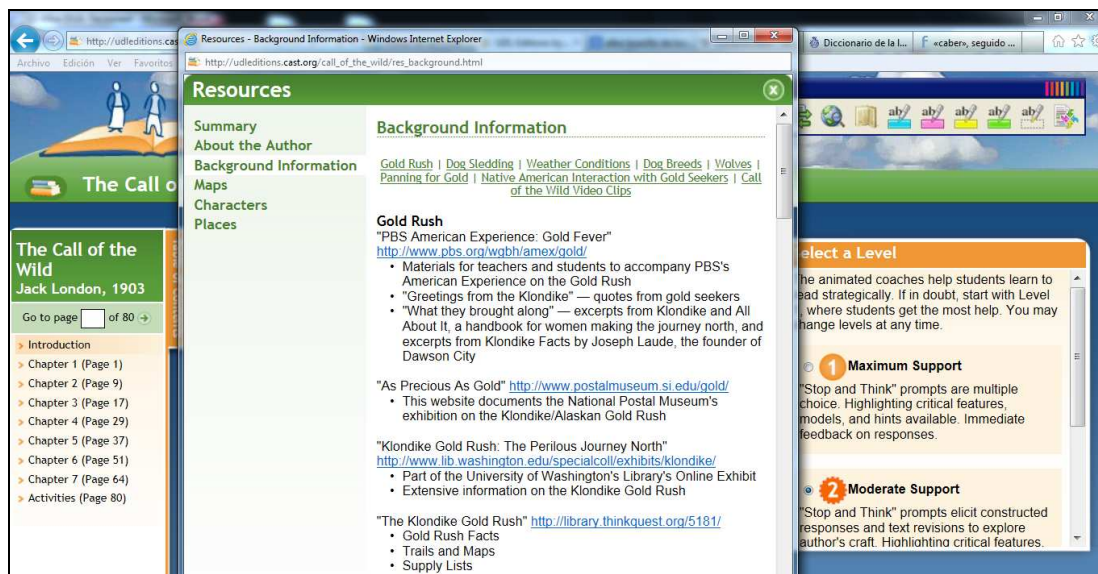 Resources - Background Information - Windows Internet Explorer
http://udleditions.cas
Diccionario de la l...
«caber», seguido ...
http://udleditions.cast.org/call_of_the_wild/res_background.html
Archivo Edición Ver Favoritos
Resources
Summary
About the Author
Background Information
Maps
Characters
Places
Background Information
Gold Rush | Dog Sledding | Weather Conditions | Dog Breeds | Wolves |
Panning for Gold | Native American Interaction with Gold Seekers | Call
of the Wild Video Clips
Gold Rush
"PBS American Experience: Gold Fever"
http://www.pbs.org/wgbh/amex/gold/
• Materials for teachers and students to accompany PBS's
American Experience on the Gold Rush
• "Greetings from the Klondike" — quotes from gold seekers
• "What they brought along" — excerpts from Klondike and All
About It, a handbook for women making the journey north, and
excerpts from Klondike Facts by Joseph Laude, the founder of
Dawson City
"As Precious As Gold" http://www.postalmuseum.si.edu/gold/
• This website documents the National Postal Museum's
exhibition on the Klondike/Alaskan Gold Rush
"Klondike Gold Rush: The Perilous Journey North"
http://www.lib.washington.edu/specialcoll/exhibits/klondike/
• Part of the University of Washington's Library's Online Exhibit
• Extensive information on the Klondike Gold Rush
"The Klondike Gold Rush" http://library.thinkquest.org/5181/
• Gold Rush Facts
• Trails and Maps
• Supply Lists
The Call o
The Call of the
Wild
Jack London, 1903
Go to page of 80
Introduction
Chapter 1 (Page 1)
Chapter 2 (Page 9)
Chapter 3 (Page 17)
Chapter 4 (Page 29)
Chapter 5 (Page 37)
Chapter 6 (Page 51)
Chapter 7 (Page 64)
Activities (Page 80)
elect a Level
he animated coaches help students learn to
ead strategically. If in doubt, start with Level
, where students get the most help. You may
hange levels at any time.
1 Maximum Support
"Stop and Think" prompts are multiple
choice. Highlighting critical features,
models, and hints available. Immediate
feedback on responses.
2 Moderate Support
"Stop and Think" prompts elicit constructed
responses and text revisions to explore
author's craft. Highlighting critical features.